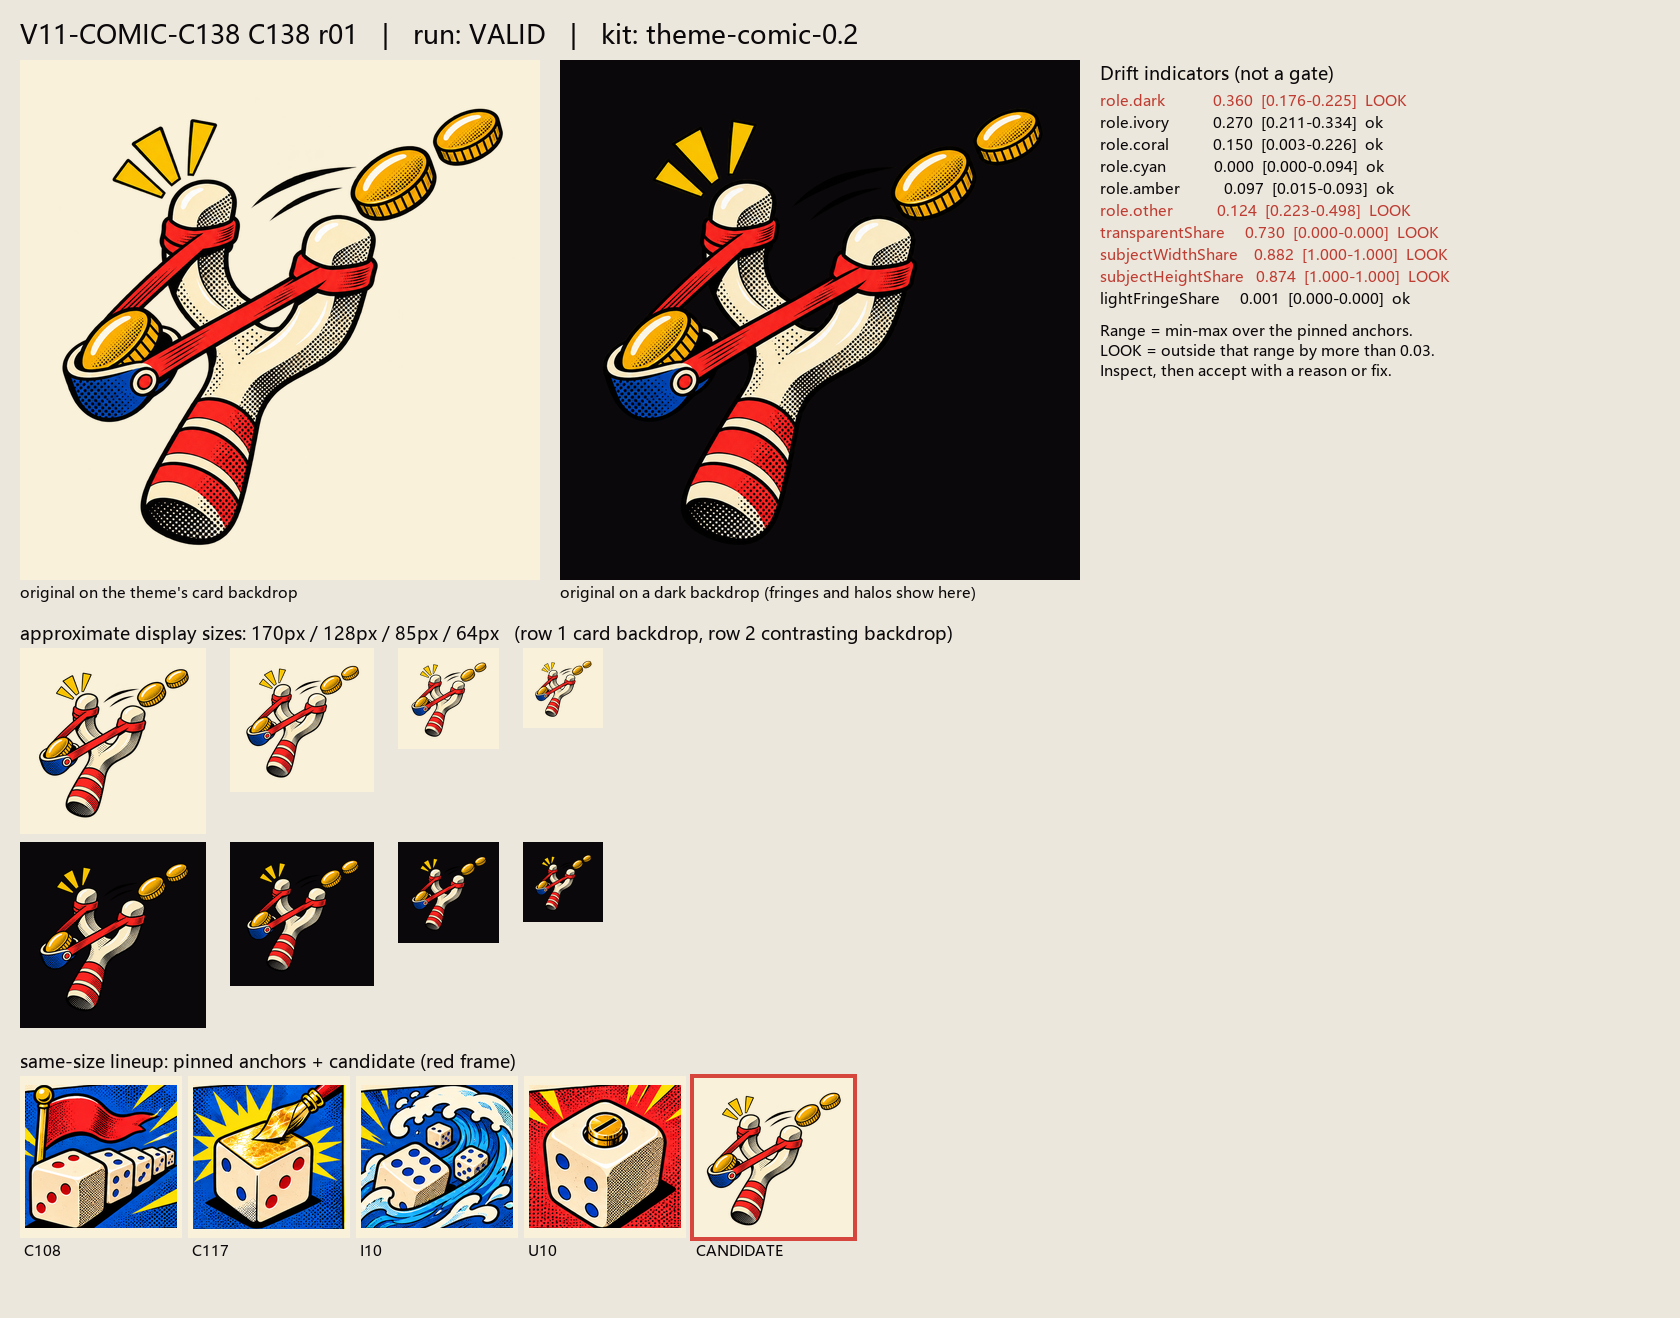 V11-COMIC-C138 C138 r01 | run: VALID | kit: theme-comic-0.2
Drift indicators (not a gate)
role.dark 0.360 [0.176-0.225] LOOK
role.ivory 0.270 [0.211-0.334] ok
role.coral 0.150 [0.003-0.226] ok
role.cyan 0.000 [0.000-0.094] ok
role.amber 0.097 [0.015-0.093] ok
role.other 0.124 [0.223-0.498] LOOK
transparentShare 0.730 [0.000-0.000] LOOK
subjectWidthShare 0.882 [1.000-1.000] LOOK
subjectHeightShare 0.874 [1.000-1.000] LOOK
lightFringeShare 0.001 [0.000-0.000] ok
Range = min-max over the pinned anchors.
LOOK = outside that range by more than 0.03.
Inspect, then accept with a reason or fix.
original on the theme's card backdrop
original on a dark backdrop (fringes and halos show here)
approximate display sizes: 170px / 128px / 85px / 64px (row 1 card backdrop, row 2 contrasting backdrop)
same-size lineup: pinned anchors + candidate (red frame)
C108
C117
I10
U10
CANDIDATE